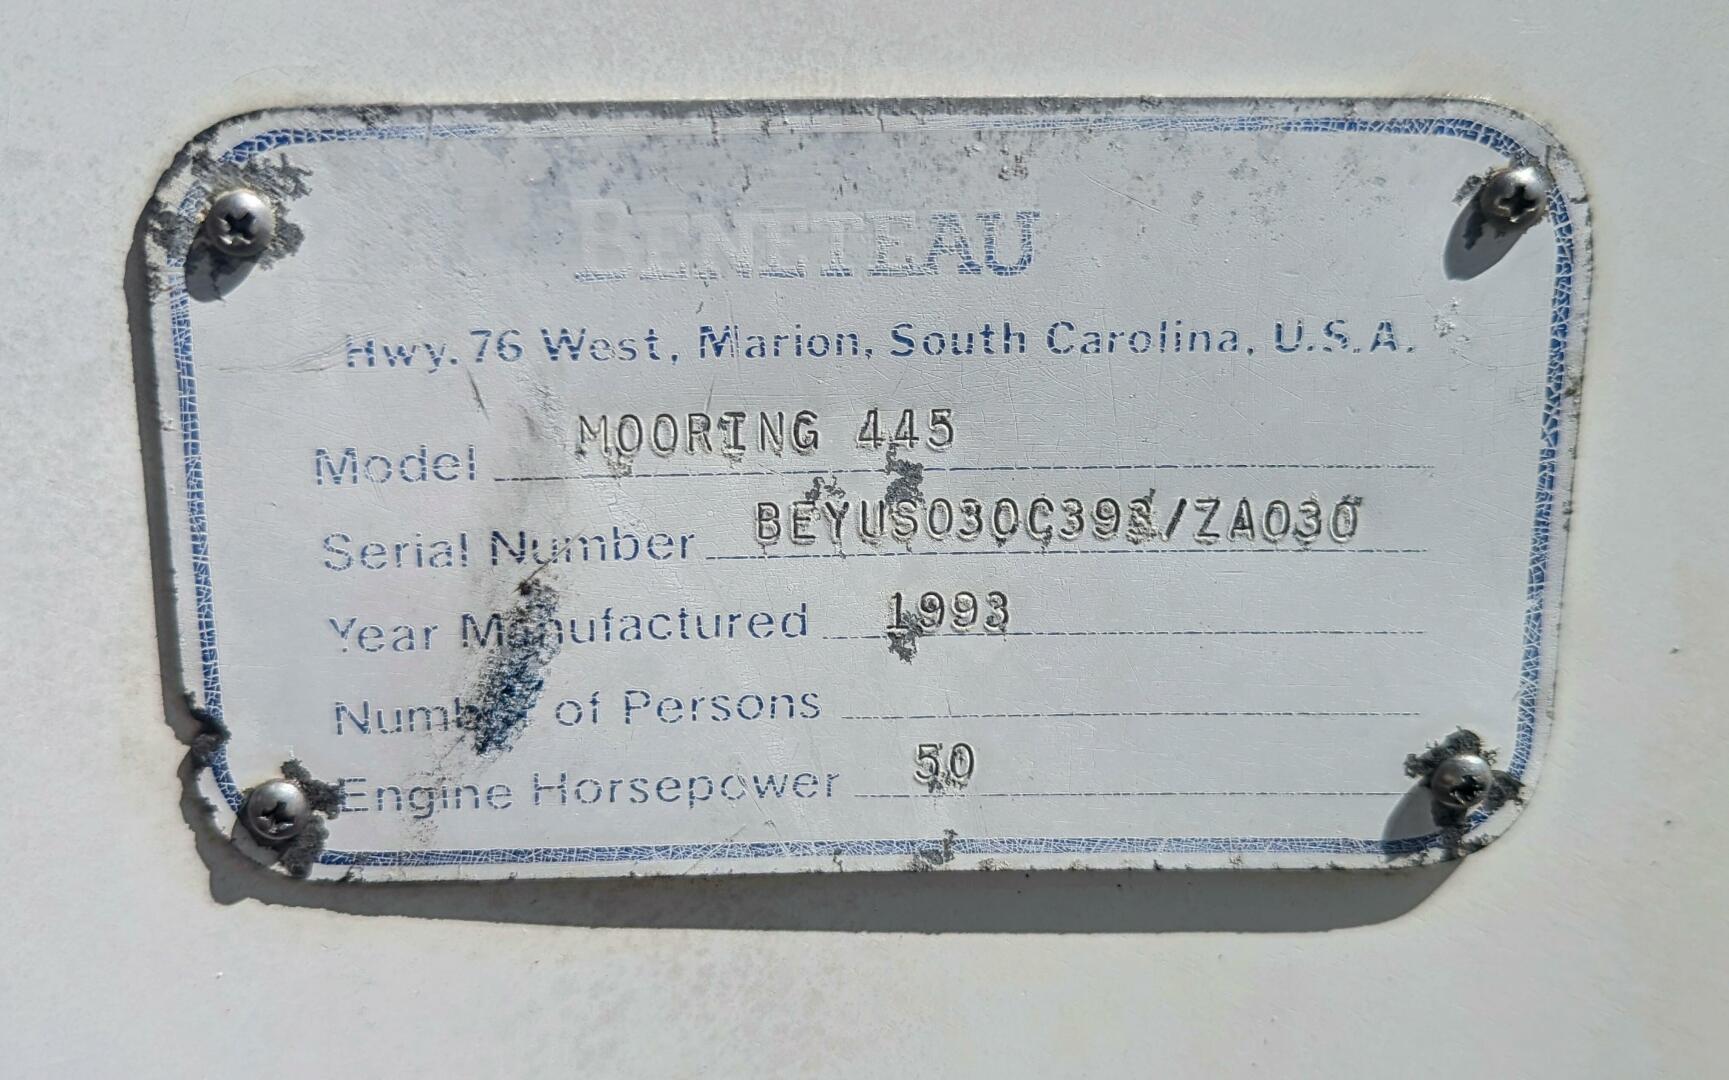 BENETEAU
Hwy. 76 West, Marion, South Carolina, U.S.A.
Model MOORING 445
Serial Number BEYUS030C393/ZA030
Year Manufactured 1993
Number of Persons
Engine Horsepower 50